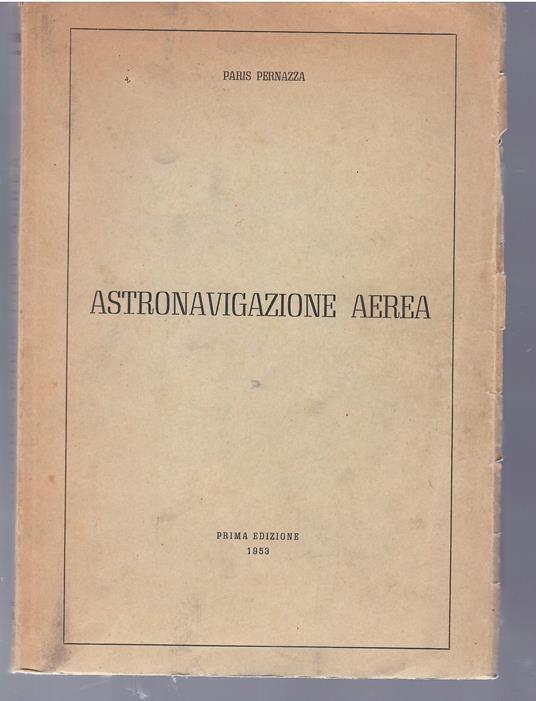 PARIS PERNAZZA
ASTRONAVIGAZIONE AEREA
PRIMA EDIZIONE
1953